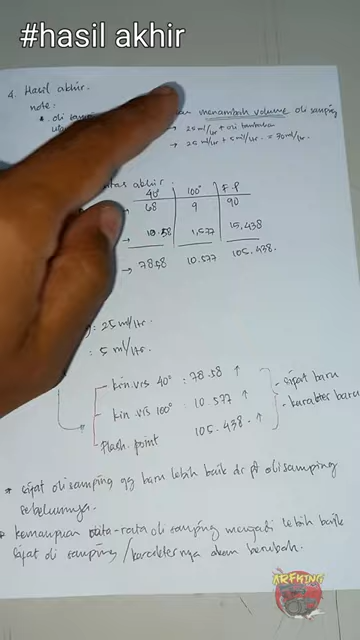 #hasil akhir
4. Hasil akhir.
note:
menambah volume oli samping
→ 25 ml/ltr + oli tambahan
→ 25 ml/ltr + 5 ml/ltr. = 30 ml/ltr.
akhir.
40° 100° F.P
68 9 90
10.58 1,577 15,438
→ 78.58 10.577 105.438.
: 25 ml/ltr.
: 5 ml/ltr.
kin. vis 40° : 78.58 ↑
- sifat baru
kin. vis 100° : 10.577 ↑
- karakter baru
flash. point 105.438. ↑
* sifat oli samping yg baru lebih baik dr pd oli samping
sebelumnya.
* kemampuan rata-rata oli samping menjadi lebih baik
sifat oli samping/karakternya akan berubah.
ARFKING